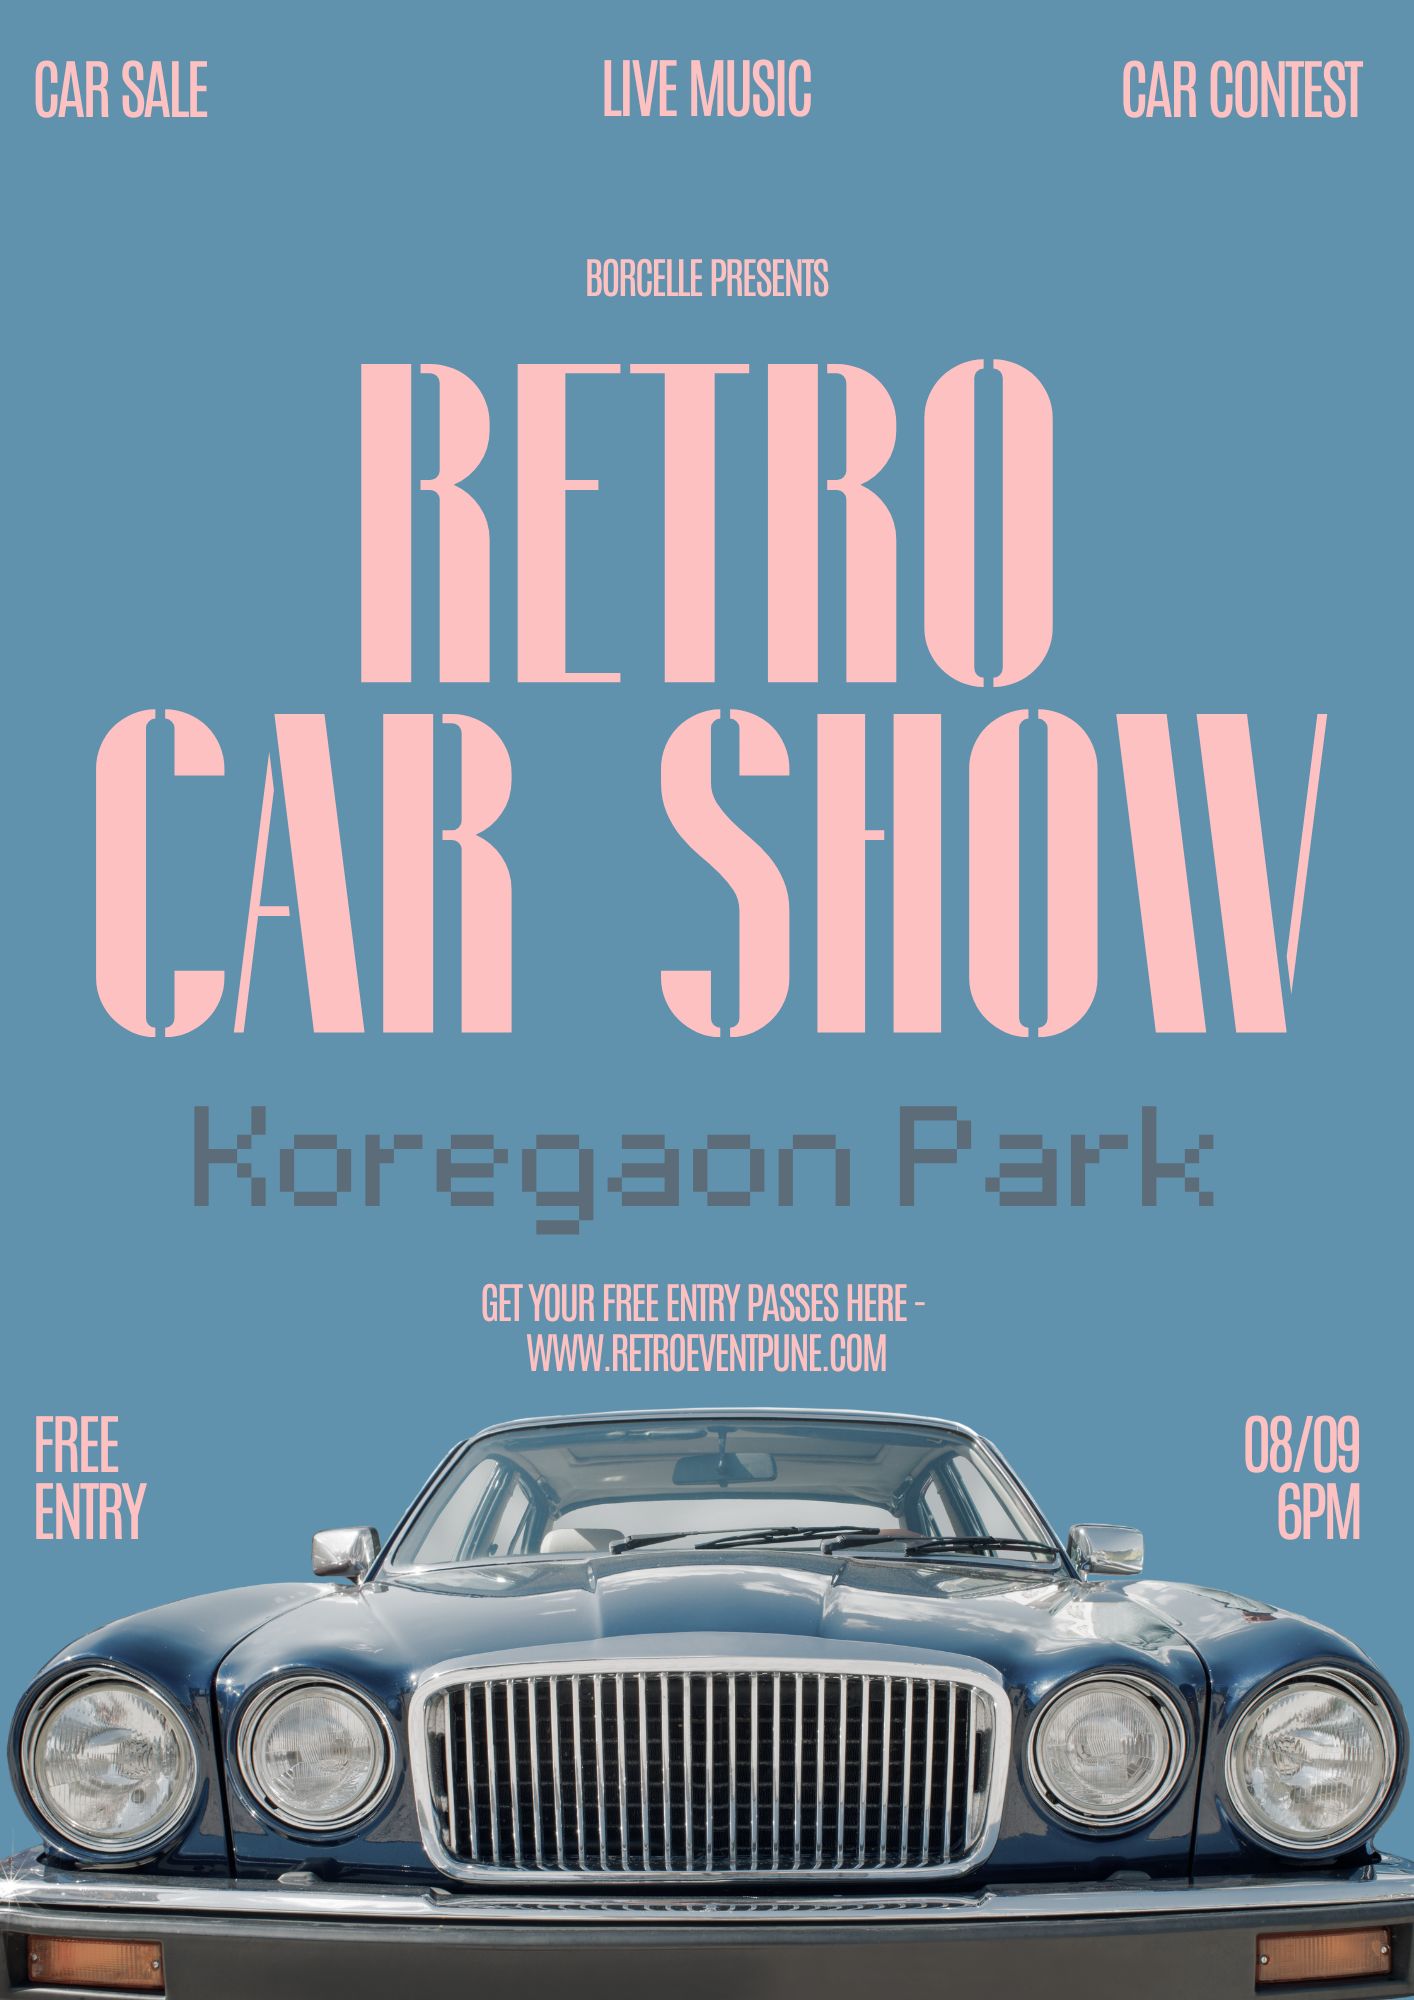 CAR SALE
LIVE MUSIC
CAR CONTEST
BORCELLE PRESENTS
RETRO
CAR SHOW
Koregaon Park
GET YOUR FREE ENTRY PASSES HERE -
WWW.RETROEVENTPUNE.COM
FREE
ENTRY
08/09
6PM